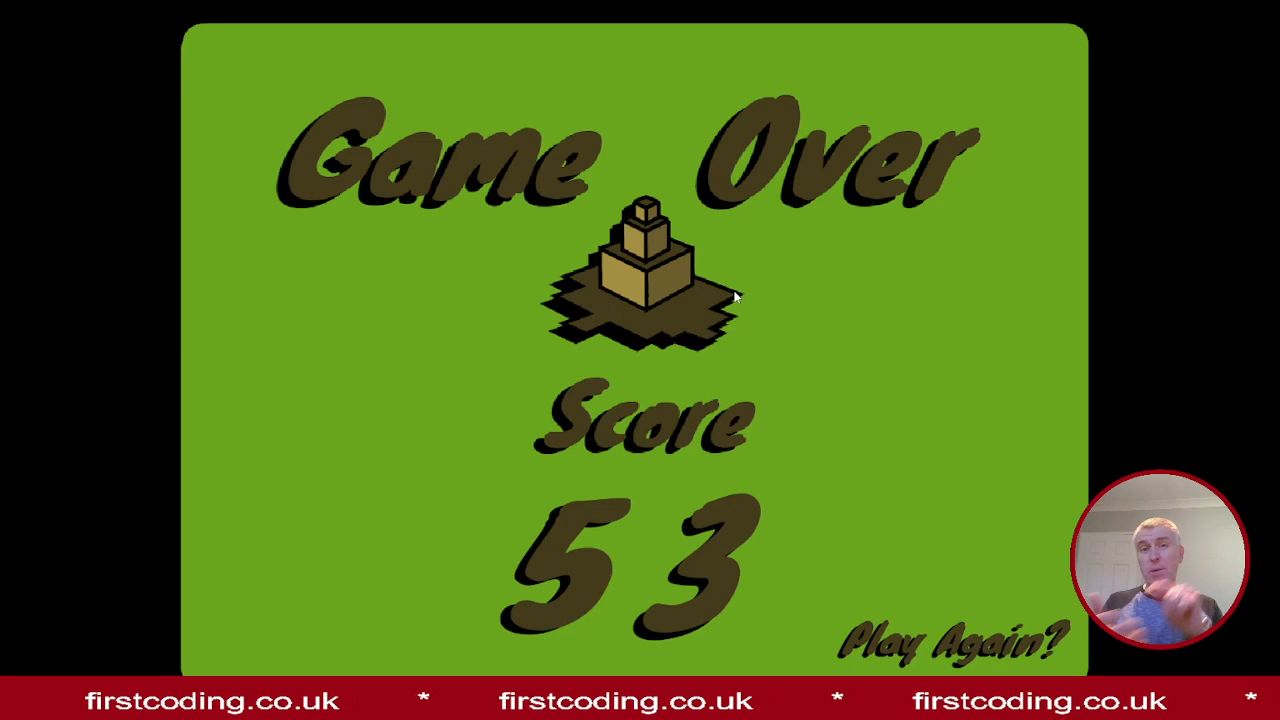 Game Over
Score
53
Play Again?
firstcoding.co.uk * firstcoding.co.uk * firstcoding.co.uk *